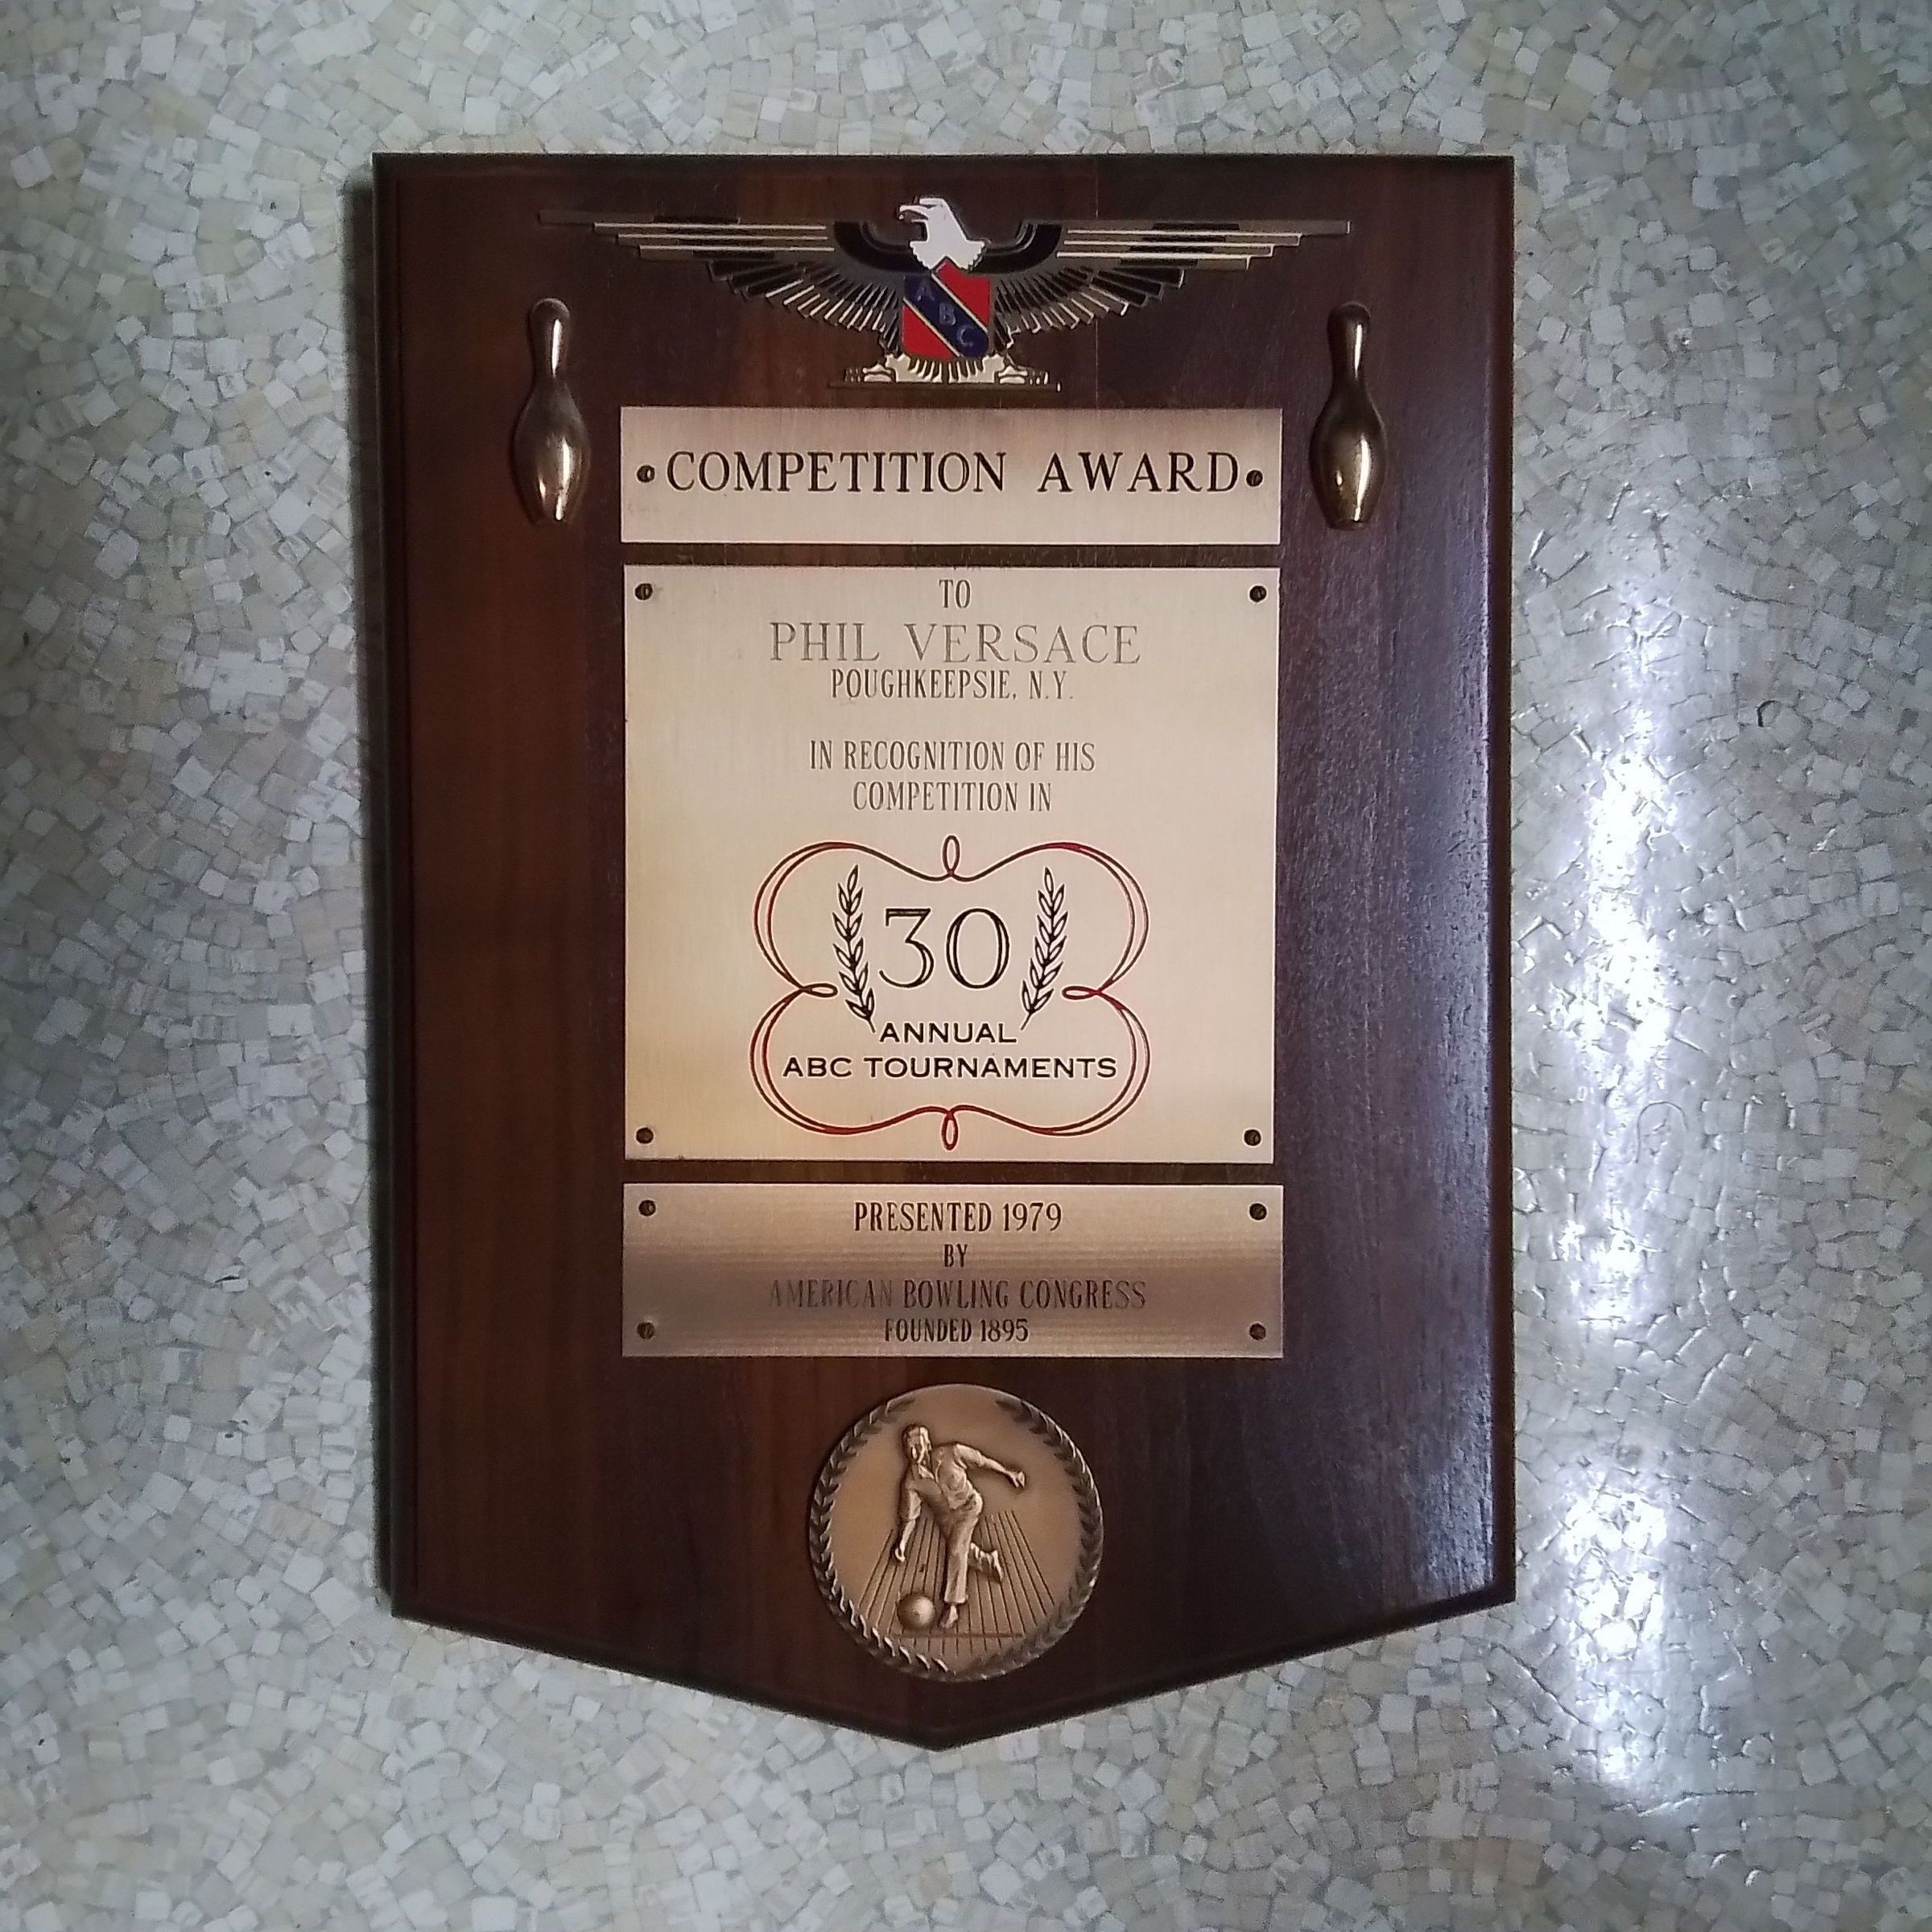 ABC
COMPETITION AWARD
TO
PHIL VERSACE
POUGHKEEPSIE, N.Y.
IN RECOGNITION OF HIS
COMPETITION IN
30
ANNUAL
ABC TOURNAMENTS
PRESENTED 1979
BY
AMERICAN BOWLING CONGRESS
FOUNDED 1895